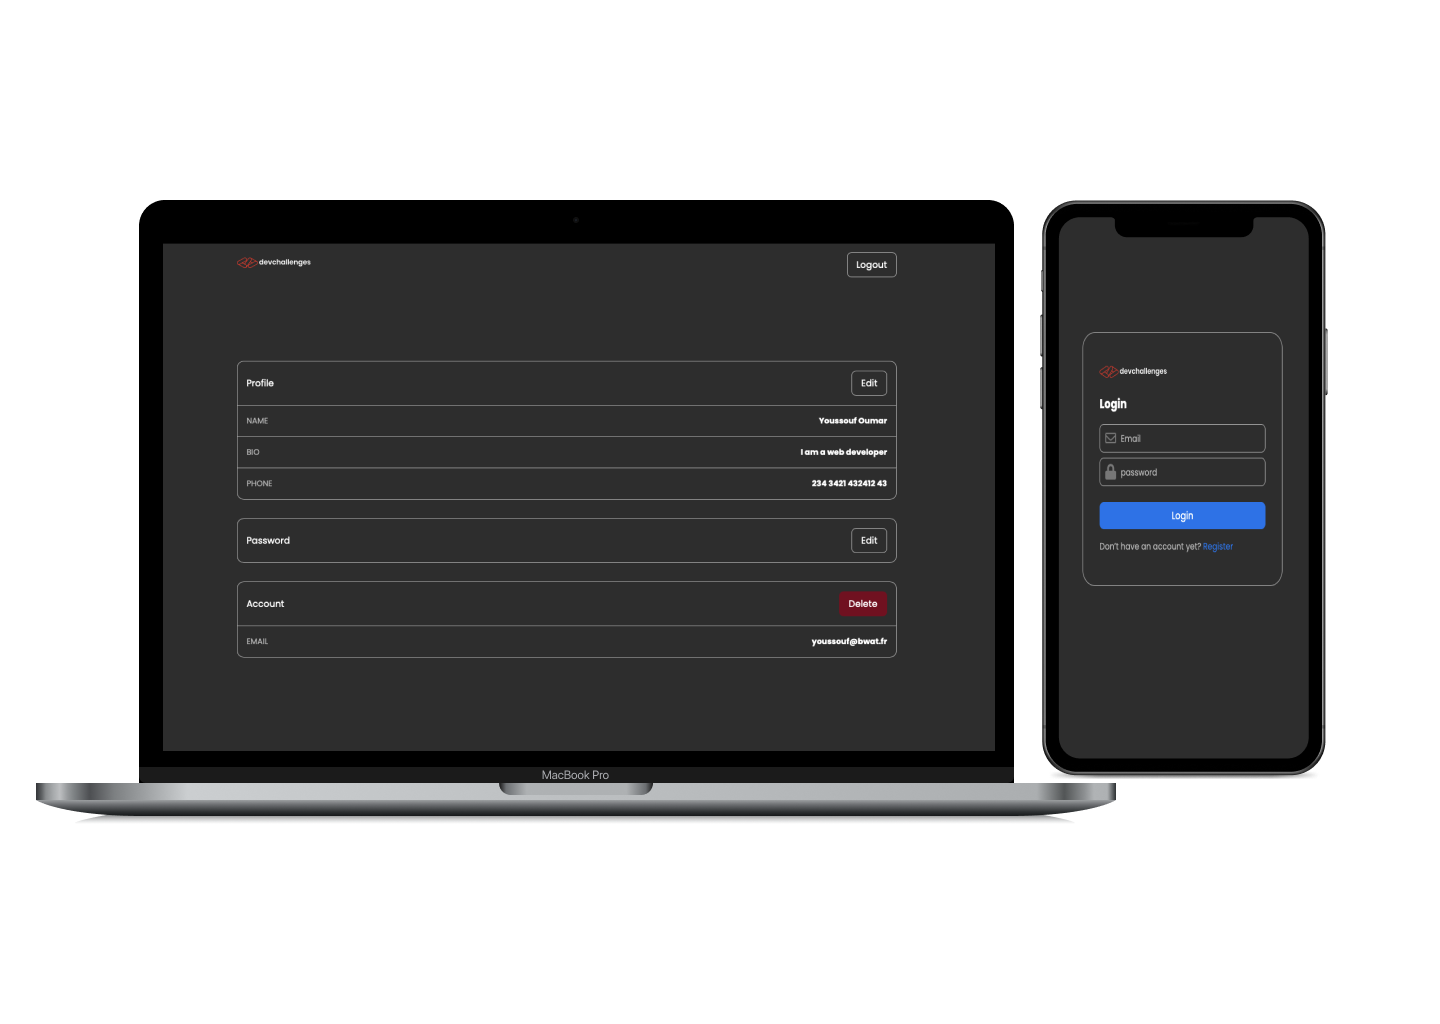 devchallenges
Logout
Profile
Edit
NAME
Youssouf Oumar
BIO
I am a web developer
PHONE
234 3421 432412 43
Password
Edit
Account
Delete
EMAIL
youssouf@bwat.fr
MacBook Pro
devchallenges
Login
Email
password
Login
Don't have an account yet? Register